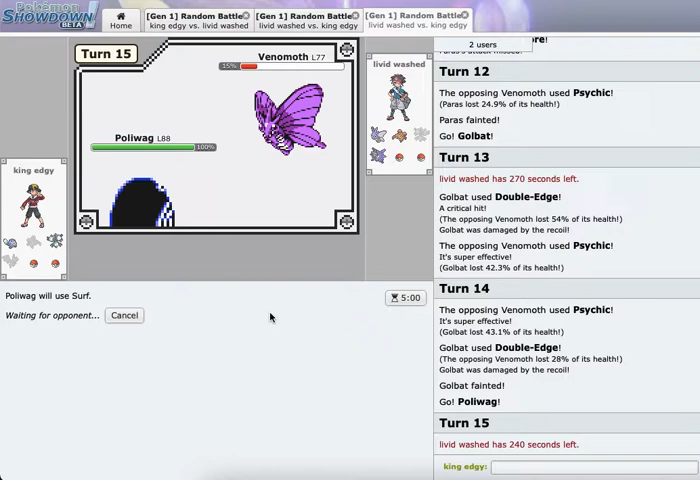 Pokémon
SHOWDOWN!
BETA
Home
[Gen 1] Random Battle
king edgy vs. livid washed
[Gen 1] Random Battle
livid washed vs. king edgy
[Gen 1] Random Battle
livid washed vs. king edgy
2 users
Turn 15
Venomoth L77
15%
Poliwag L88
100%
livid washed
king edgy
Poliwag will use Surf.
Waiting for opponent...
Cancel
5:00
Paras's attack missed!
Turn 12
The opposing Venomoth used Psychic!
(Paras lost 24.9% of its health!)
Paras fainted!
Go! Golbat!
Turn 13
livid washed has 270 seconds left.
Golbat used Double-Edge!
A critical hit!
(The opposing Venomoth lost 54% of its health!)
Golbat was damaged by the recoil!
The opposing Venomoth used Psychic!
It's super effective!
(Golbat lost 42.3% of its health!)
Turn 14
The opposing Venomoth used Psychic!
It's super effective!
(Golbat lost 43.1% of its health!)
Golbat used Double-Edge!
(The opposing Venomoth lost 28% of its health!)
Golbat was damaged by the recoil!
Golbat fainted!
Go! Poliwag!
Turn 15
livid washed has 240 seconds left.
king edgy: